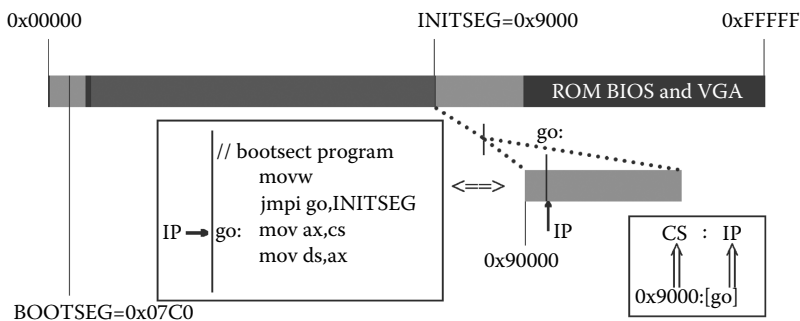 0x00000 INITSEG=0x9000 0xFFFFF
ROM BIOS and VGA
go:
// bootsect program
movw
jmpi go,INITSEG
IP go: mov ax,cs
mov ds,ax
<==>
IP
0x90000
CS : IP
0x9000:[go]
BOOTSEG=0x07C0